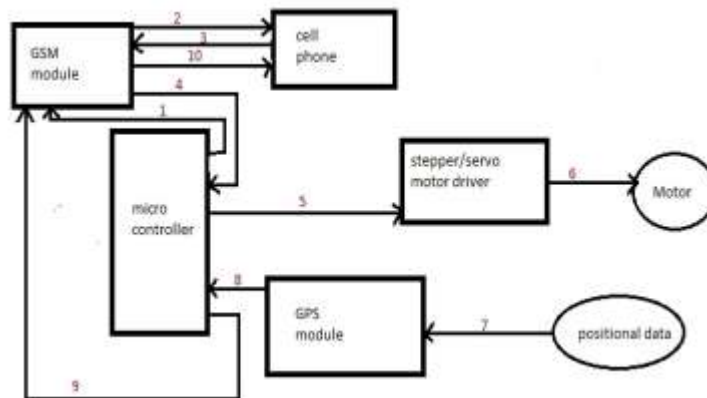 2
3
10
GSM
module
cell
phone
4
1
stepper/servo
motor driver
6
Motor
micro
controller
5
8
GPS
module
7
positional data
9